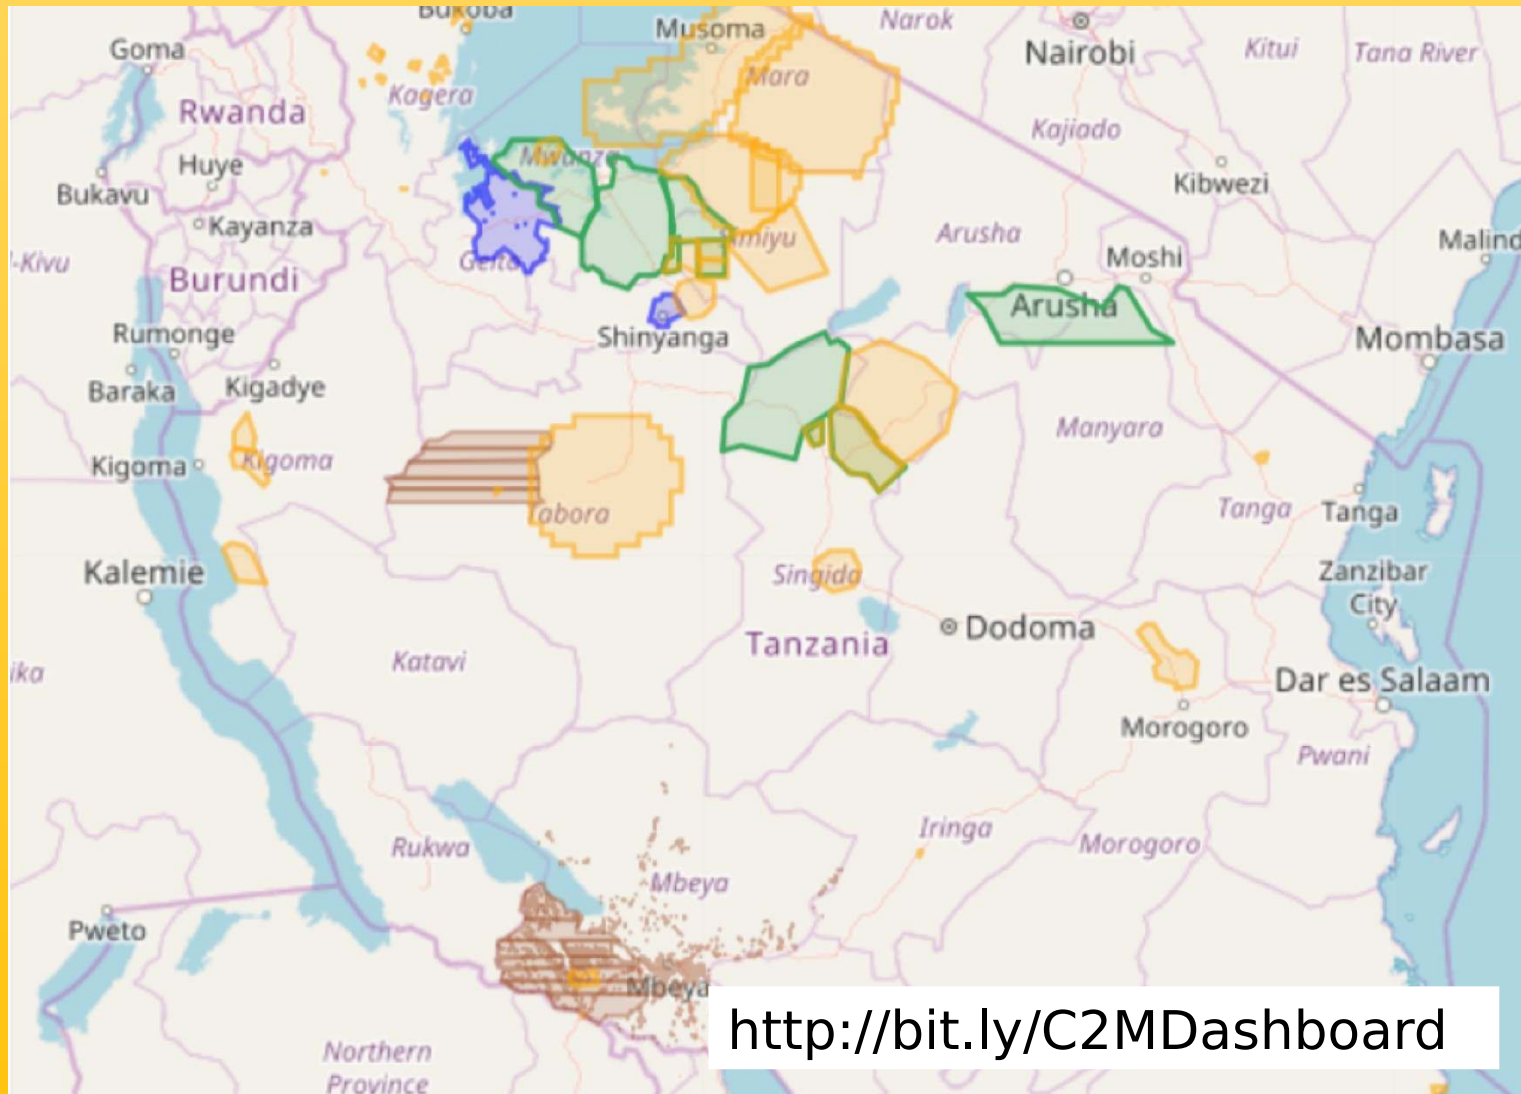 Bukoba
Musoma
Narok
Nairobi
Kitui
Tana River
Goma
Mara
Kagera
Rwanda
Kajiado
Huye
Mwanza
Kibwezi
Bukavu
Kayanza
Simiyu
Arusha
Malind
-Kivu
Geita
Moshi
Burundi
Arusha
Rumonge
Shinyanga
Mombasa
Baraka
Kigadye
Manyara
Kigoma
Kigoma
Tabora
Tanga
Tanga
Kalemie
Singida
Zanzibar
City
Dodoma
Tanzania
Katavi
ika
Dar es Salaam
Morogoro
Pwani
Iringa
Rukwa
Morogoro
Mbeya
Pweto
Mbeya
http://bit.ly/C2MDashboard
Northern
Province